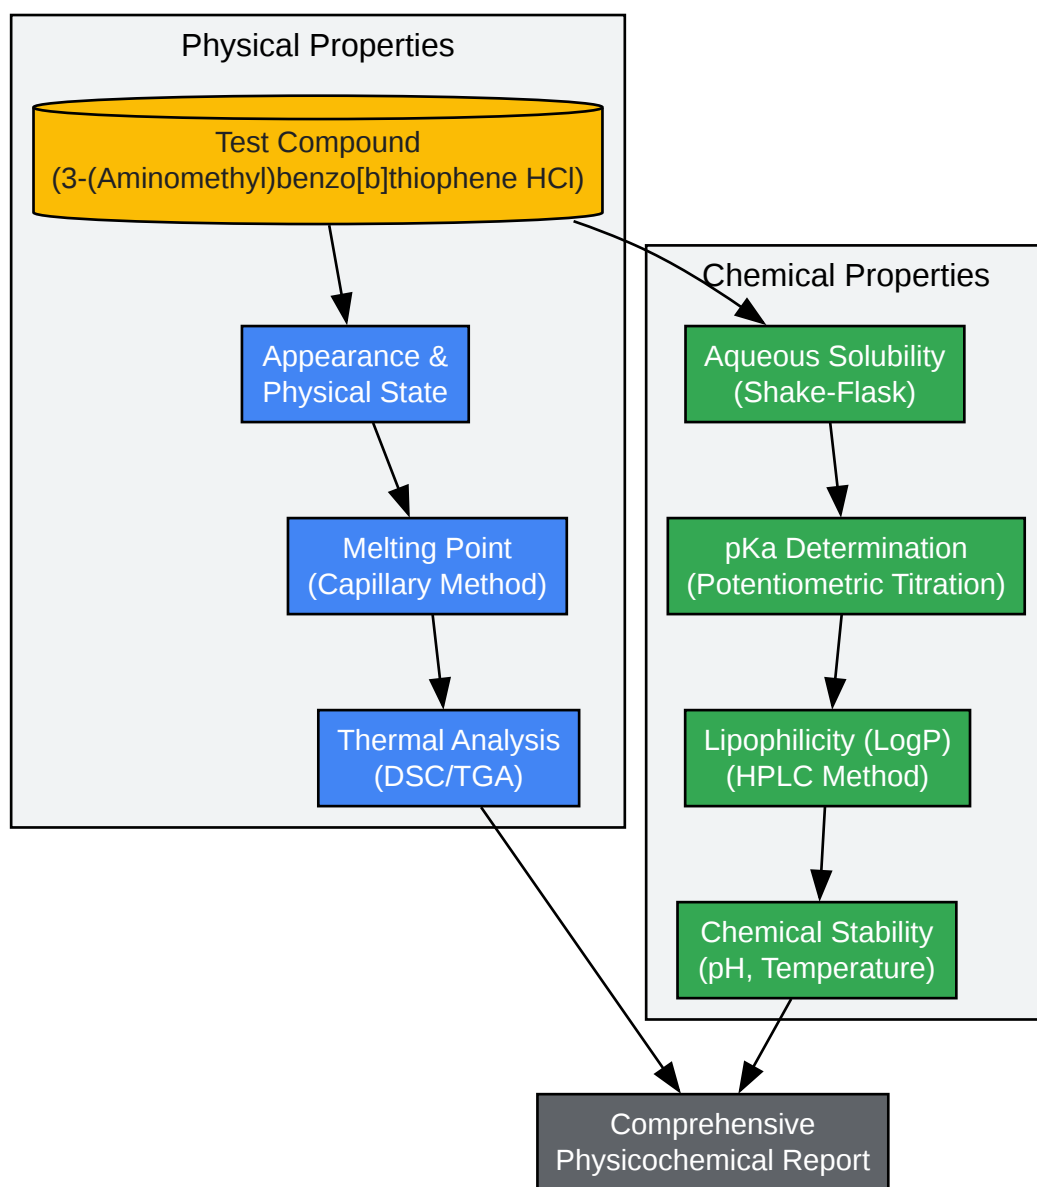 Physical Properties
Test Compound
(3-(Aminomethyl)benzo[b]thiophene HCl)
Appearance &
Physical State
Melting Point
(Capillary Method)
Thermal Analysis
(DSC/TGA)
Chemical Properties
Aqueous Solubility
(Shake-Flask)
pKa Determination
(Potentiometric Titration)
Lipophilicity (LogP)
(HPLC Method)
Chemical Stability
(pH, Temperature)
Comprehensive
Physicochemical Report